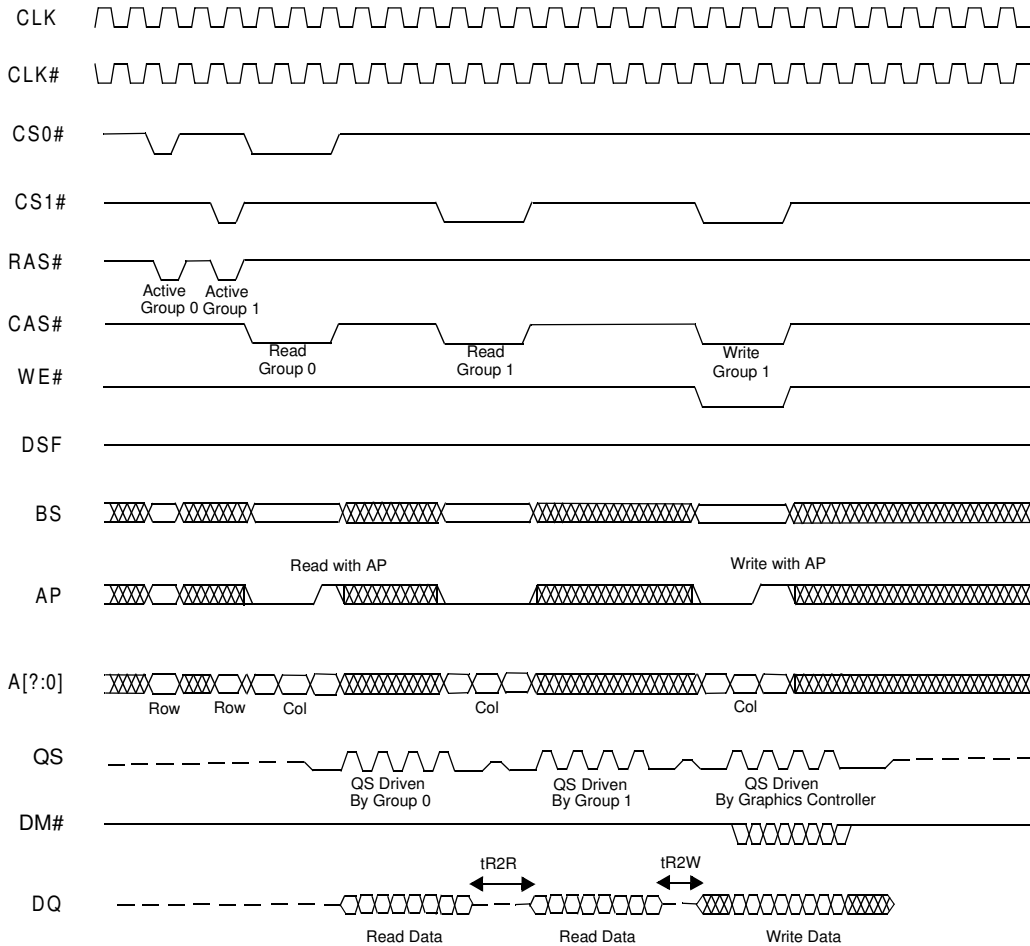 CLK
CLK#
CS0#
CS1#
RAS#
Active
Group 0
Active
Group 1
CAS#
Read
Group 0
Read
Group 1
Write
Group 1
WE#
DSF
BS
Read with AP
Write with AP
AP
A[?:0]
Row
Row
Col
Col
Col
QS
QS Driven
By Group 0
QS Driven
By Group 1
QS Driven
By Graphics Controller
DM#
tR2R
tR2W
DQ
Read Data
Read Data
Write Data